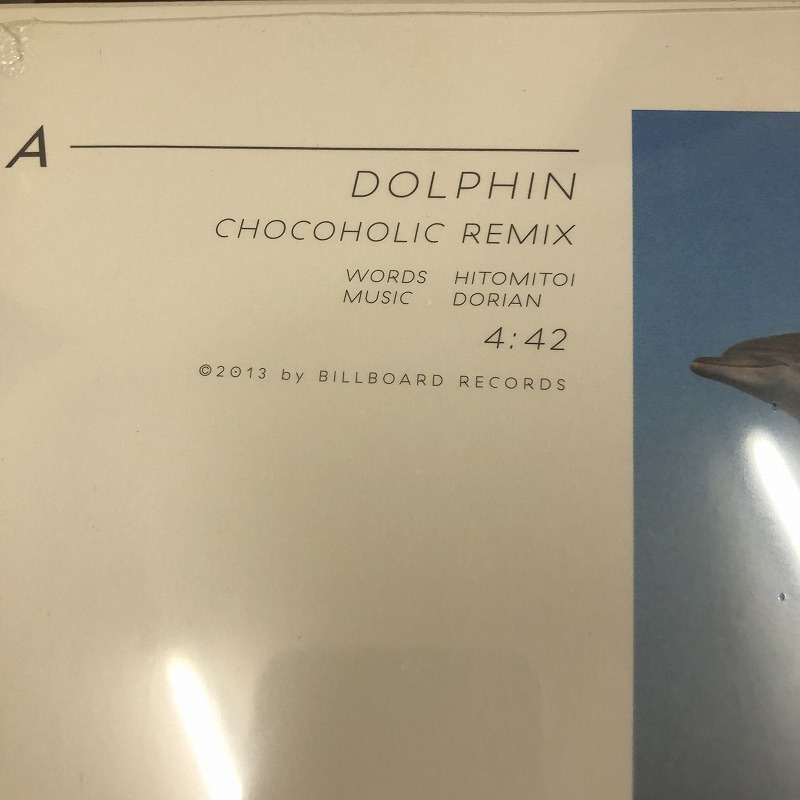 A
DOLPHIN
CHOCOHOLIC REMIX
WORDS HITOMITOI
MUSIC DORIAN
4:42
©2013 by BILLBOARD RECORDS